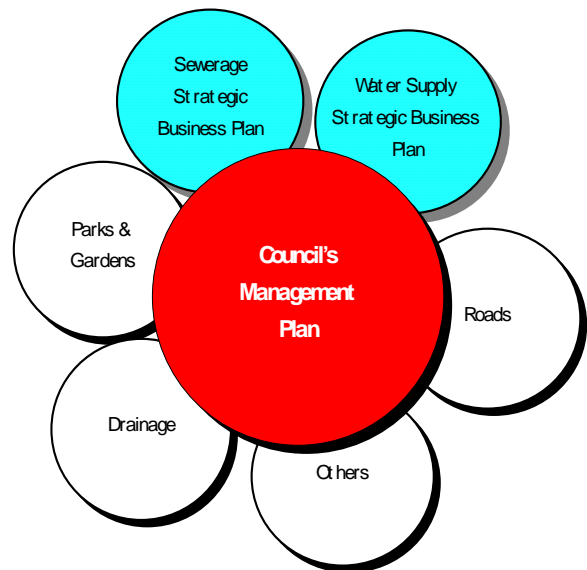 Sewerage
Strategic
Business Plan
Water Supply
Strategic Business
Plan
Parks &
Gardens
Council's
Management
Plan
Roads
Drainage
Others